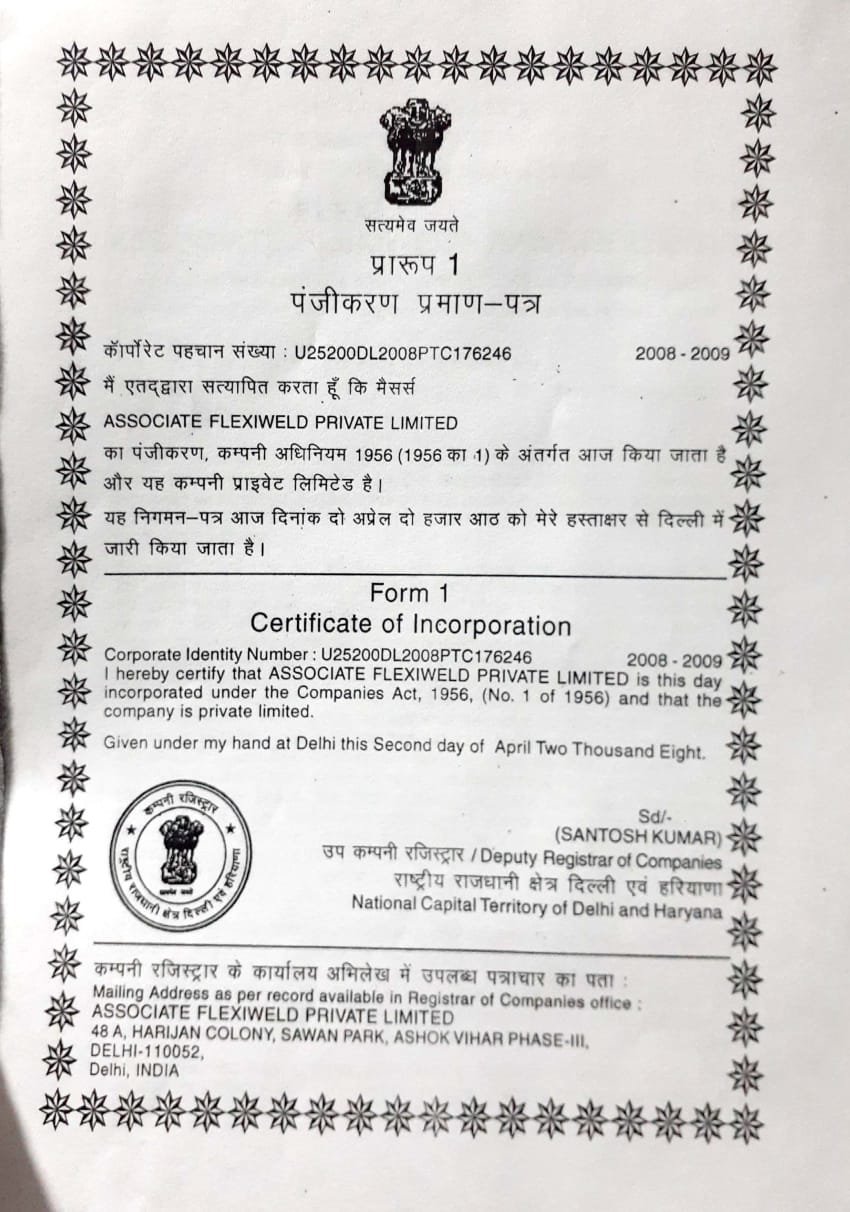 सत्यमेव जयते
प्रारूप 1
पंजीकरण प्रमाण-पत्र
कॅार्पोरेट पहचान संख्या : U25200DL2008PTC176246 2008 - 2009
मैं एतद्द्वारा सत्यापित करता हूँ कि मैसर्स
ASSOCIATE FLEXIWELD PRIVATE LIMITED
का पंजीकरण, कम्पनी अधिनियम 1956 (1956 का 1) के अंतर्गत आज किया जाता है
और यह कम्पनी प्राइवेट लिमिटेड है।
यह निगमन-पत्र आज दिनांक दो अप्रेल दो हजार आठ को मेरे हस्ताक्षर से दिल्ली में
जारी किया जाता है।
Form 1
Certificate of Incorporation
Corporate Identity Number : U25200DL2008PTC176246 2008 - 2009
I hereby certify that ASSOCIATE FLEXIWELD PRIVATE LIMITED is this day
incorporated under the Companies Act, 1956, (No. 1 of 1956) and that the
company is private limited.
Given under my hand at Delhi this Second day of April Two Thousand Eight.
कम्पनी रजिस्ट्रार
राष्ट्रीय राजधानी क्षेत्र दिल्ली एवं हरियाणा
Sd/-
(SANTOSH KUMAR)
उप कम्पनी रजिस्ट्रार / Deputy Registrar of Companies
राष्ट्रीय राजधानी क्षेत्र दिल्ली एवं हरियाणा
National Capital Territory of Delhi and Haryana
कम्पनी रजिस्ट्रार के कार्यालय अभिलेख में उपलब्ध पत्राचार का पता :
Mailing Address as per record available in Registrar of Companies office :
ASSOCIATE FLEXIWELD PRIVATE LIMITED
48 A, HARIJAN COLONY, SAWAN PARK, ASHOK VIHAR PHASE-III,
DELHI-110052,
Delhi, INDIA